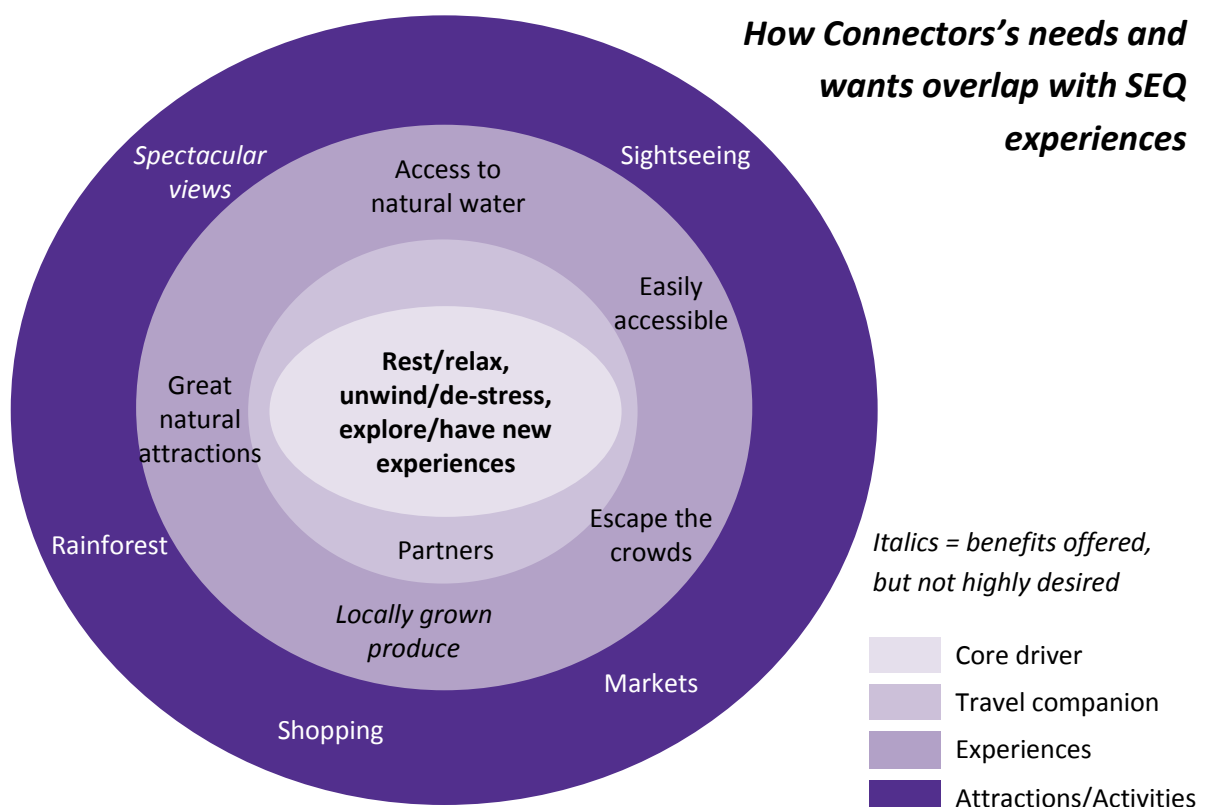 How Connectors's needs and
wants overlap with SEQ
experiences
Spectacular
views
Sightseeing
Access to
natural water
Easily
accessible
Rest/relax,
unwind/de-stress,
explore/have new
experiences
Great
natural
attractions
Escape the
crowds
Partners
Rainforest
Locally grown
produce
Markets
Shopping
Italics = benefits offered,
but not highly desired
Core driver
Travel companion
Experiences
Attractions/Activities